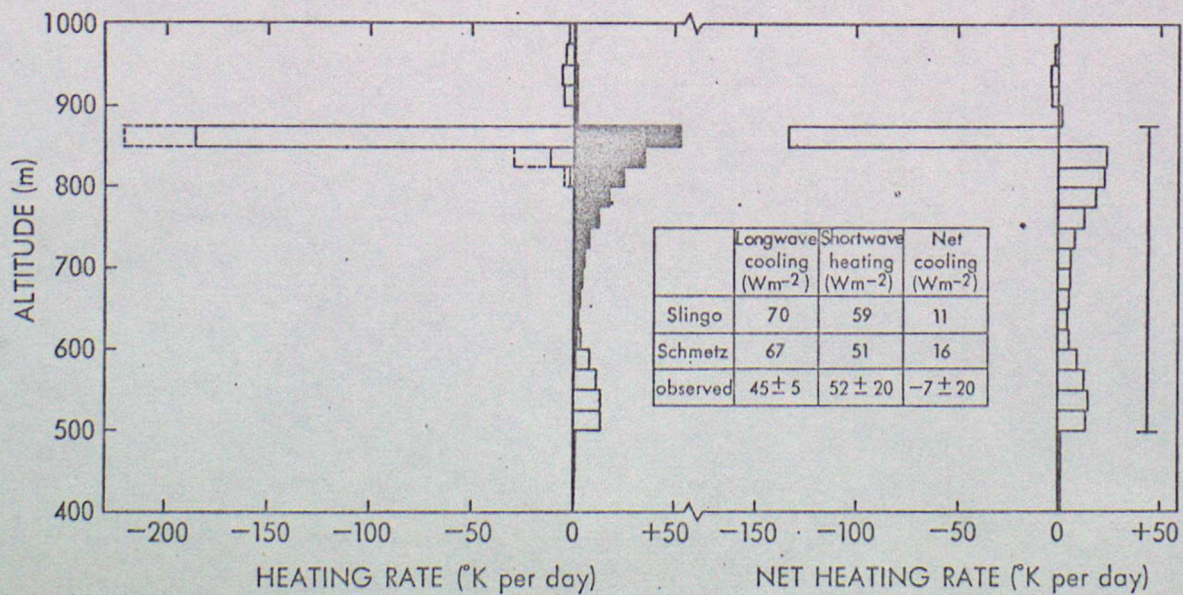 1000
900
800
700
600
500
400
ALTITUDE (m)
−200 −150 −100 −50 0 +50
HEATING RATE (°K per day)
−150 −100 −50 0 +50
NET HEATING RATE (°K per day)
Longwave cooling (Wm−2) Shortwave heating (Wm−2) Net cooling (Wm−2)
Slingo 70 59 11
Schmetz 67 51 16
observed 45 ± 5 52 ± 20 −7 ± 20